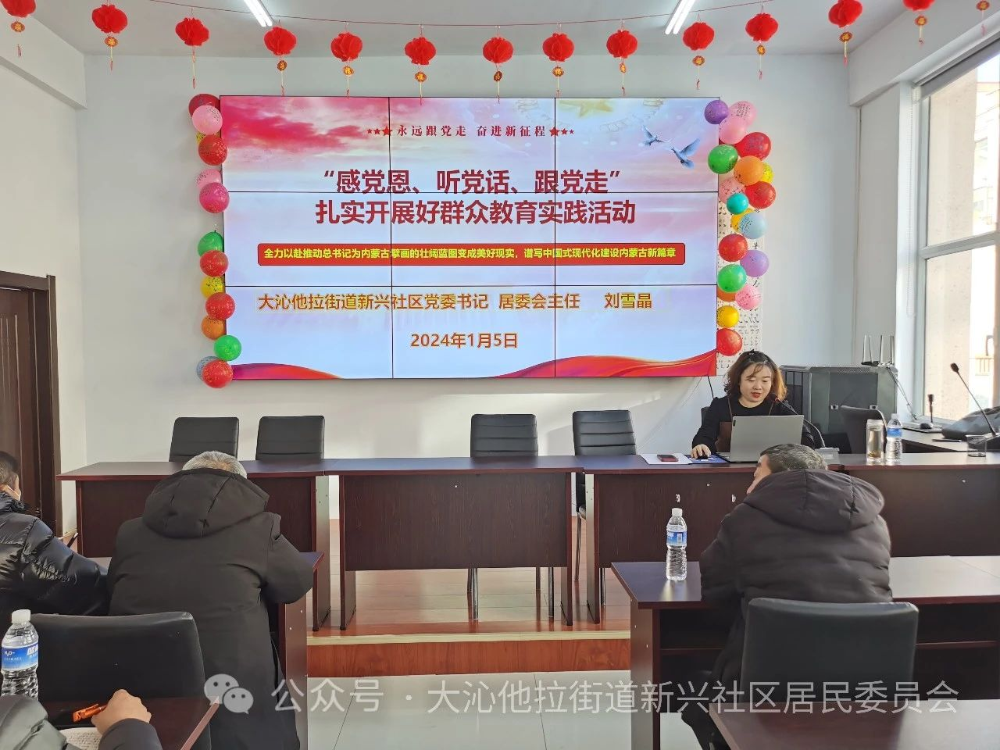 永远跟党走 奋进新征程
“感党恩、听党话、跟党走”
扎实开展好群众教育实践活动
全力以赴推动总书记为内蒙古擘画的壮阔蓝图变成美好现实，谱写中国式现代化建设内蒙古新篇章
大沁他拉街道新兴社区党委书记 居委会主任 刘雪晶
2024年1月5日
公众号 · 大沁他拉街道新兴社区居民委员会